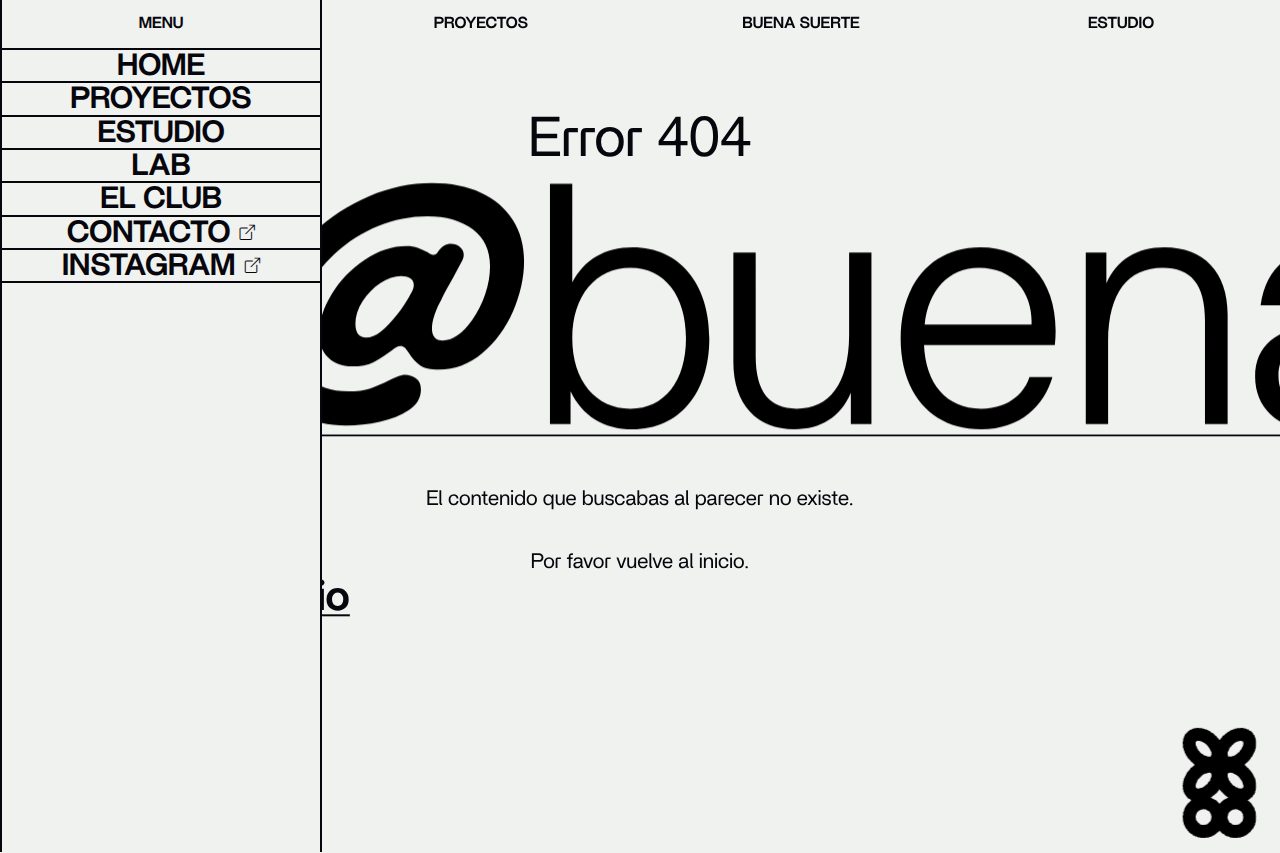 MENU
PROYECTOS
BUENA SUERTE
ESTUDIO
HOME
PROYECTOS
ESTUDIO
LAB
EL CLUB
CONTACTO
INSTAGRAM
Error 404
@buena
El contenido que buscabas al parecer no existe.
Por favor vuelve al inicio.
io